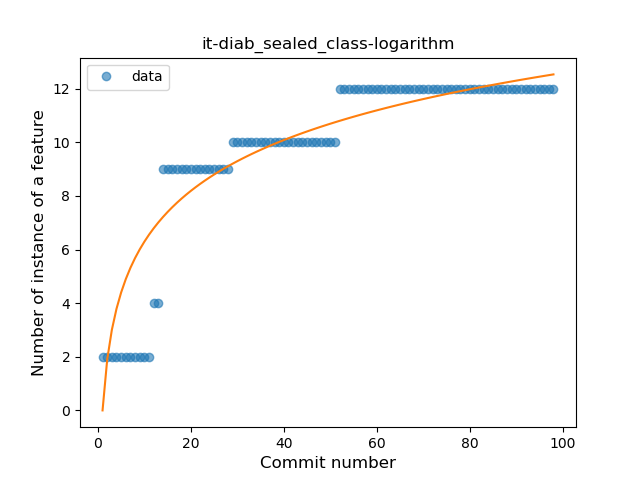 it-diab_sealed_class-logarithm
data
Number of instance of a feature
12
10
8
6
4
2
0
0 20 40 60 80 100
Commit number